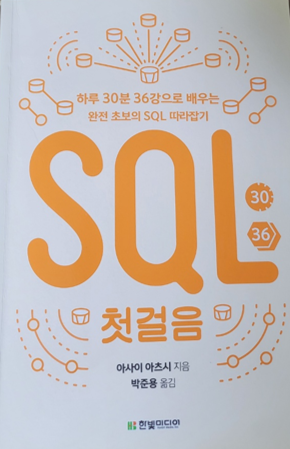 하루 30분 36강으로 배우는
완전 초보의 SQL 따라잡기
SQL
30
36
첫걸음
아사이 아츠시 지음
박준용 옮김
한빛미디어